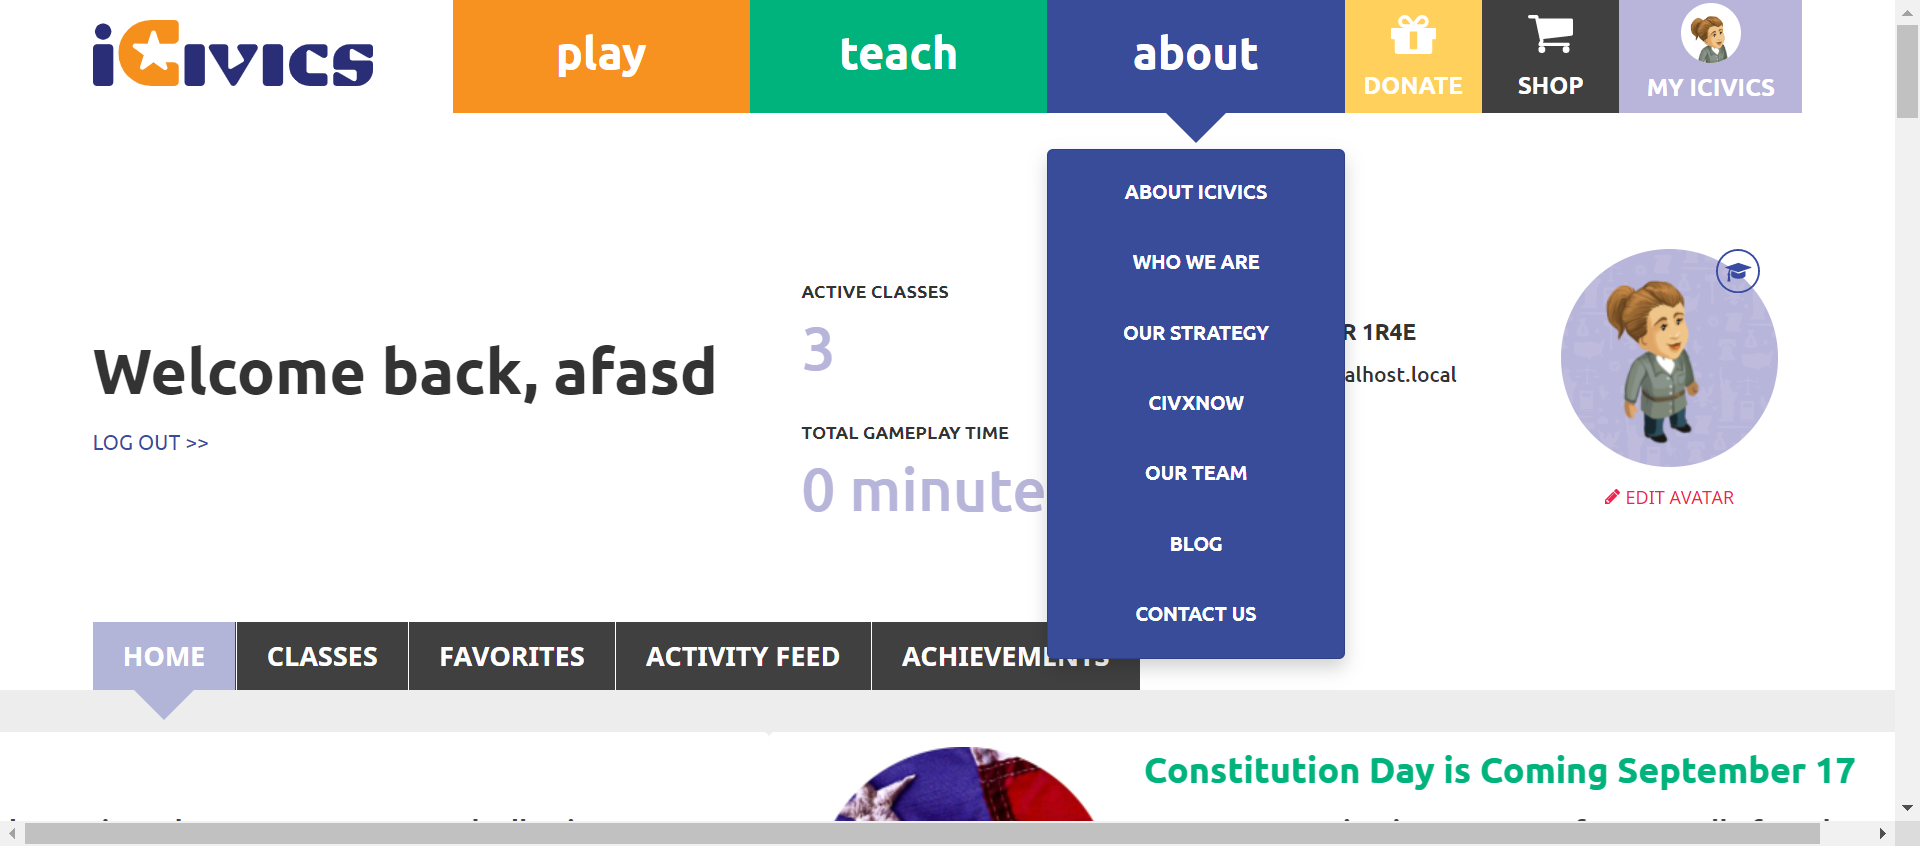 iCivics
play
teach
about
DONATE
SHOP
MY ICIVICS
ABOUT ICIVICS
WHO WE ARE
OUR STRATEGY
CIVXNOW
OUR TEAM
BLOG
CONTACT US
Welcome back, afasd
LOG OUT >>
ACTIVE CLASSES
3
TOTAL GAMEPLAY TIME
0 minute
R 1R4E
alhost.local
EDIT AVATAR
HOME
CLASSES
FAVORITES
ACTIVITY FEED
ACHIEVEMENTS
Constitution Day is Coming September 17